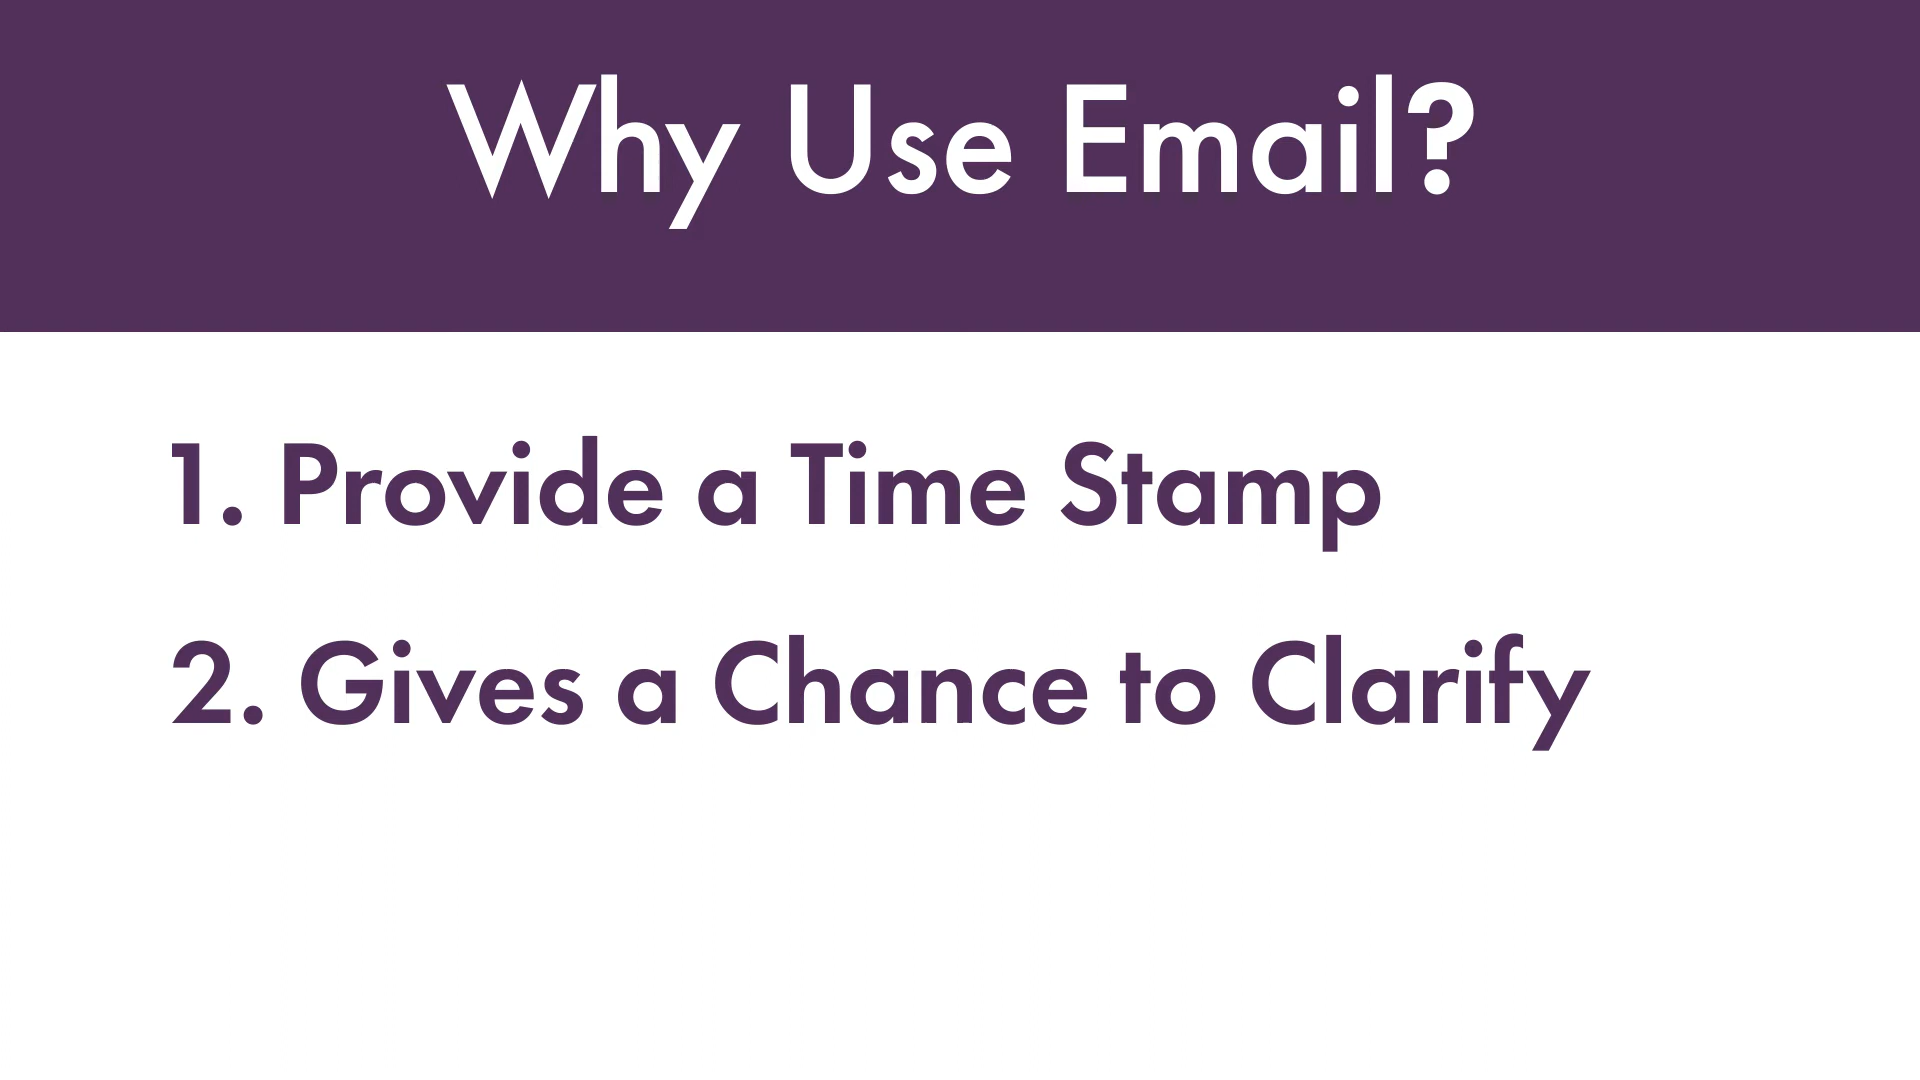 Why Use Email?
1. Provide a Time Stamp
2. Gives a Chance to Clarify